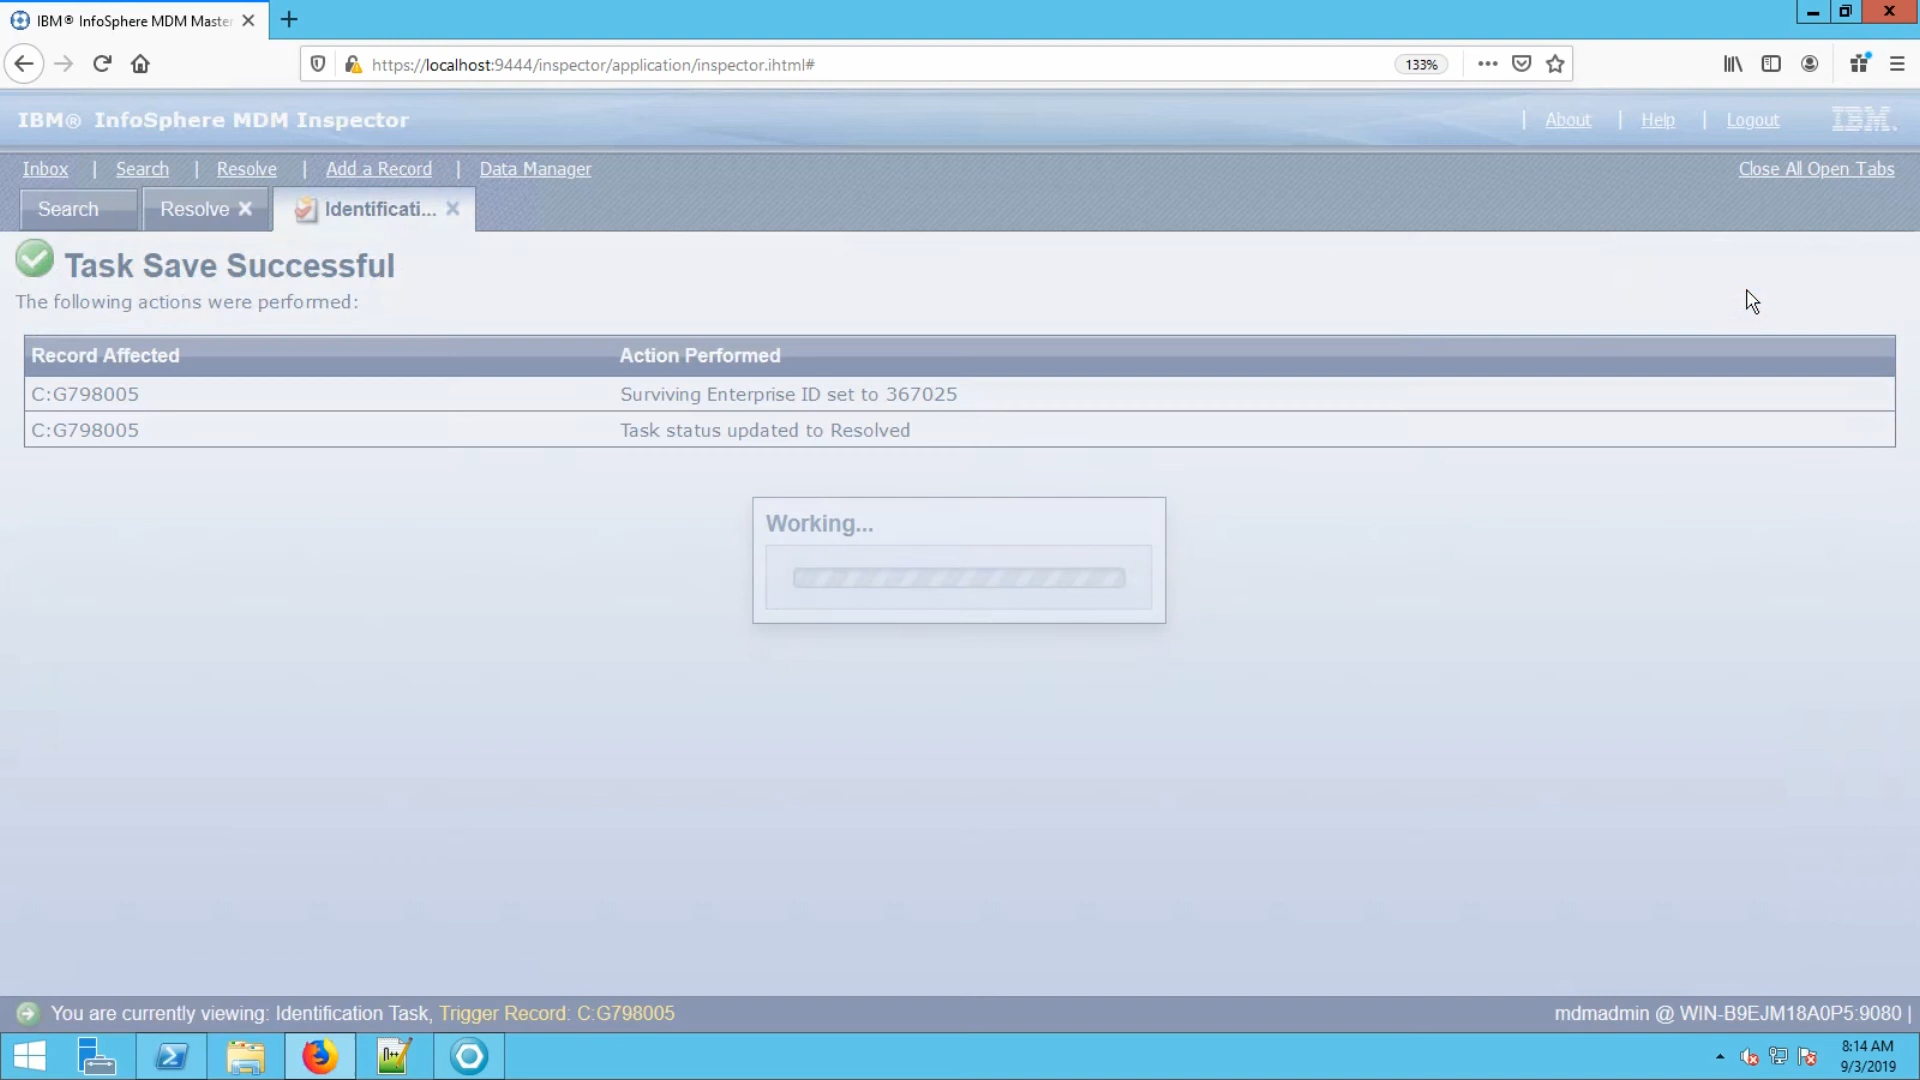 IBM® InfoSphere MDM Master
https://localhost:9444/inspector/application/inspector.ihtml#
133%
IBM® InfoSphere MDM Inspector
| About | Help | Logout IBM.
Inbox | Search | Resolve | Add a Record | Data Manager
Close All Open Tabs
Search
Resolve
Identificati...
Task Save Successful
The following actions were performed:
Record Affected Action Performed
C:G798005 Surviving Enterprise ID set to 367025
C:G798005 Task status updated to Resolved
Working...
You are currently viewing: Identification Task, Trigger Record: C:G798005
mdmadmin @ WIN-B9EJM18A0P5:9080 |
8:14 AM
9/3/2019